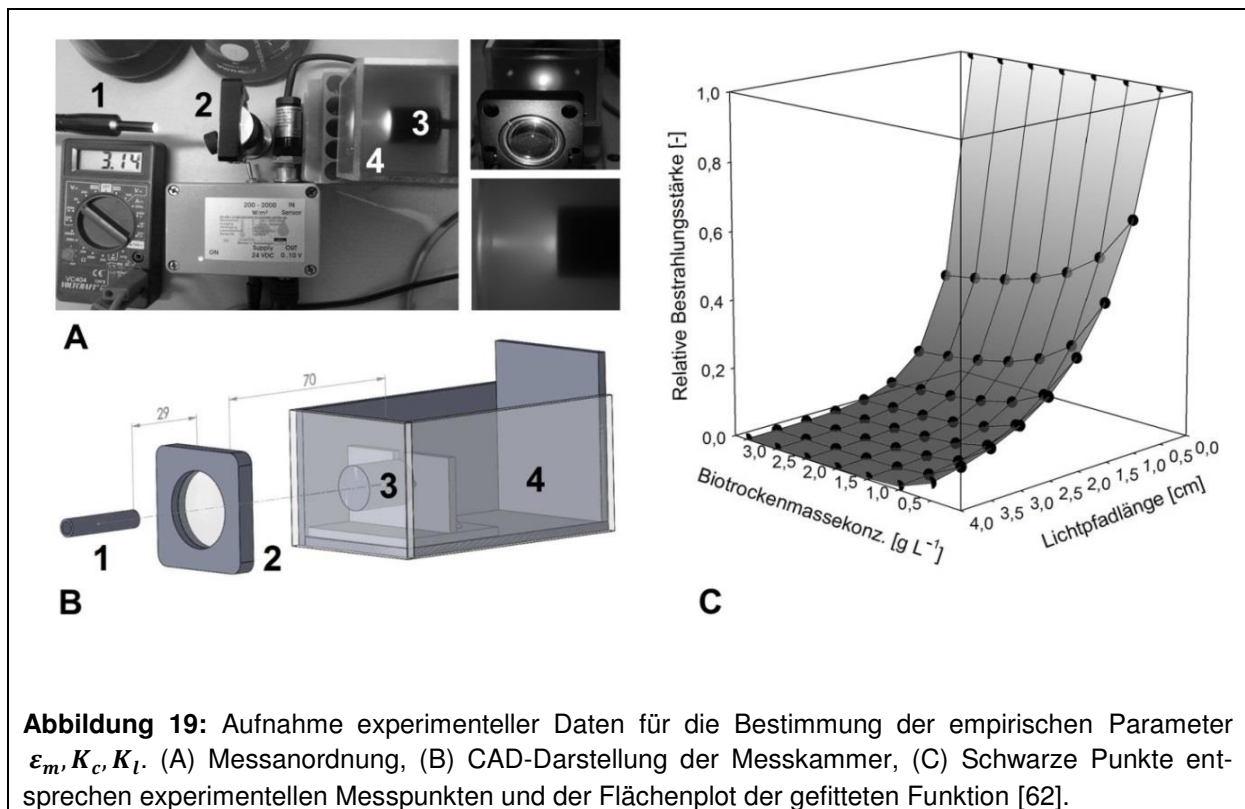 1
2
3
4
3.14
VC404
VOLTCRAFT
200 - 2000 IN
W/m² Sensor
Supply OUT
ON 24 VDC 0..10 V
A
70
29
1
2
3
4
B
Relative Bestrahlungsstärke [-]
1,0
0,8
0,6
0,4
0,2
0,0
3,0
2,5
2,0
1,5
1,0
0,5
Biotrockenmassekonz. [g L⁻¹]
4,0
3,5
3,0
2,5
2,0
1,5
1,0
0,5
0,0
Lichtpfadlänge [cm]
C
Abbildung 19: Aufnahme experimenteller Daten für die Bestimmung der empirischen Parameter
εₘ, K꜀, Kₗ. (A) Messanordnung, (B) CAD-Darstellung der Messkammer, (C) Schwarze Punkte ent-
sprechen experimentellen Messpunkten und der Flächenplot der gefitteten Funktion [62].